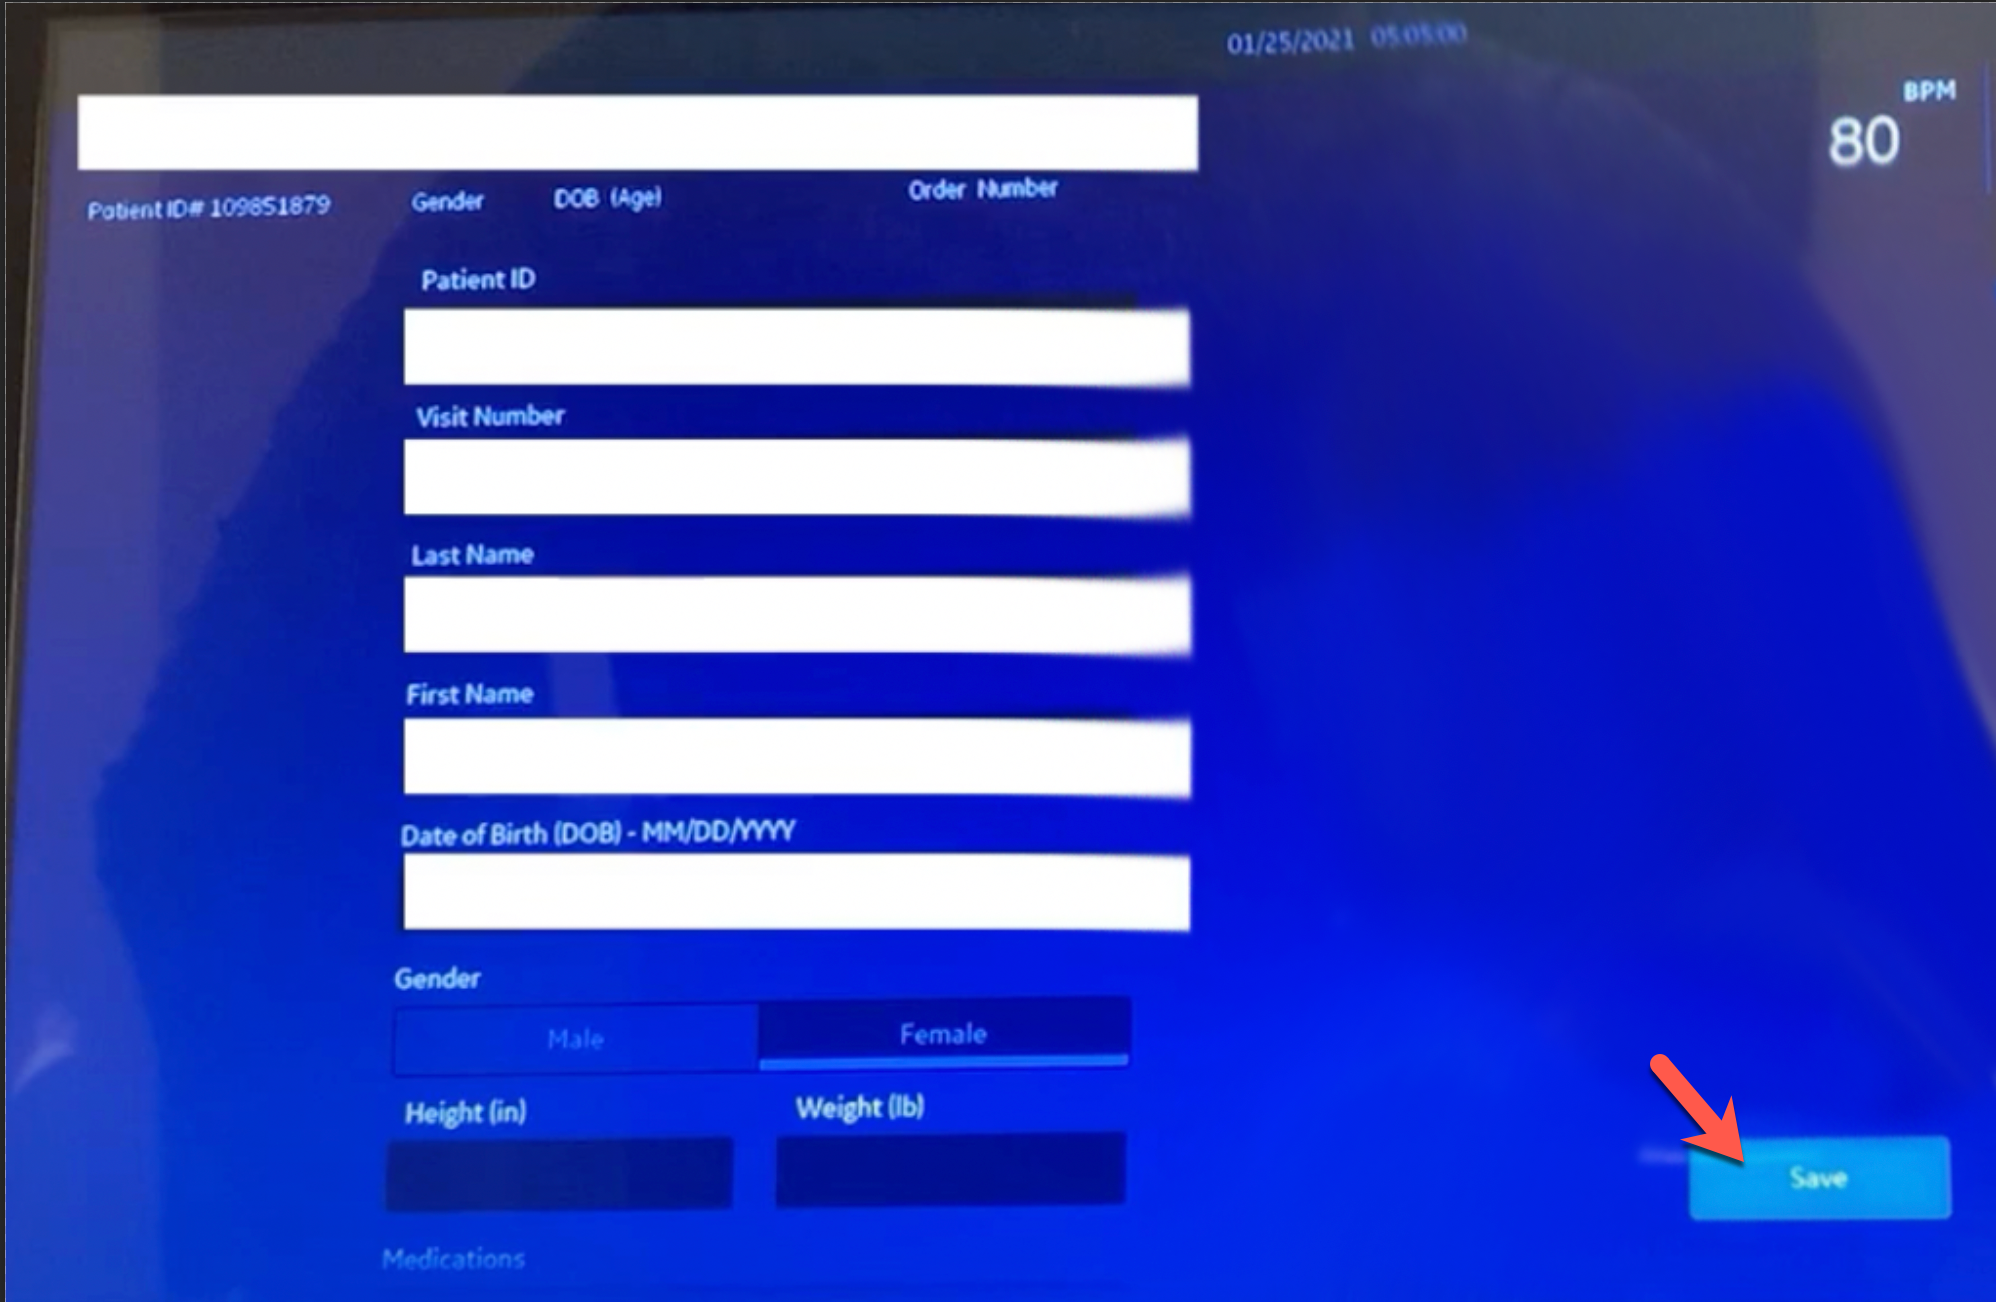 01/25/2021 05:05:00
BPM
80
Patient ID# 109851879 Gender DOB (Age) Order Number
Patient ID
Visit Number
Last Name
First Name
Date of Birth (DOB) - MM/DD/YYYY
Gender
Male Female
Height (in) Weight (lb)
Save
Medications